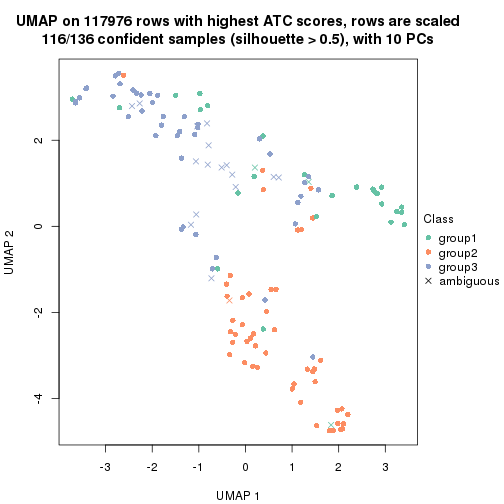 UMAP on 117976 rows with highest ATC scores, rows are scaled
116/136 confident samples (silhouette > 0.5), with 10 PCs
2
0
-2
-4
UMAP 2
-3
-2
-1
0
1
2
3
UMAP 1
Class
group1
group2
group3
ambiguous